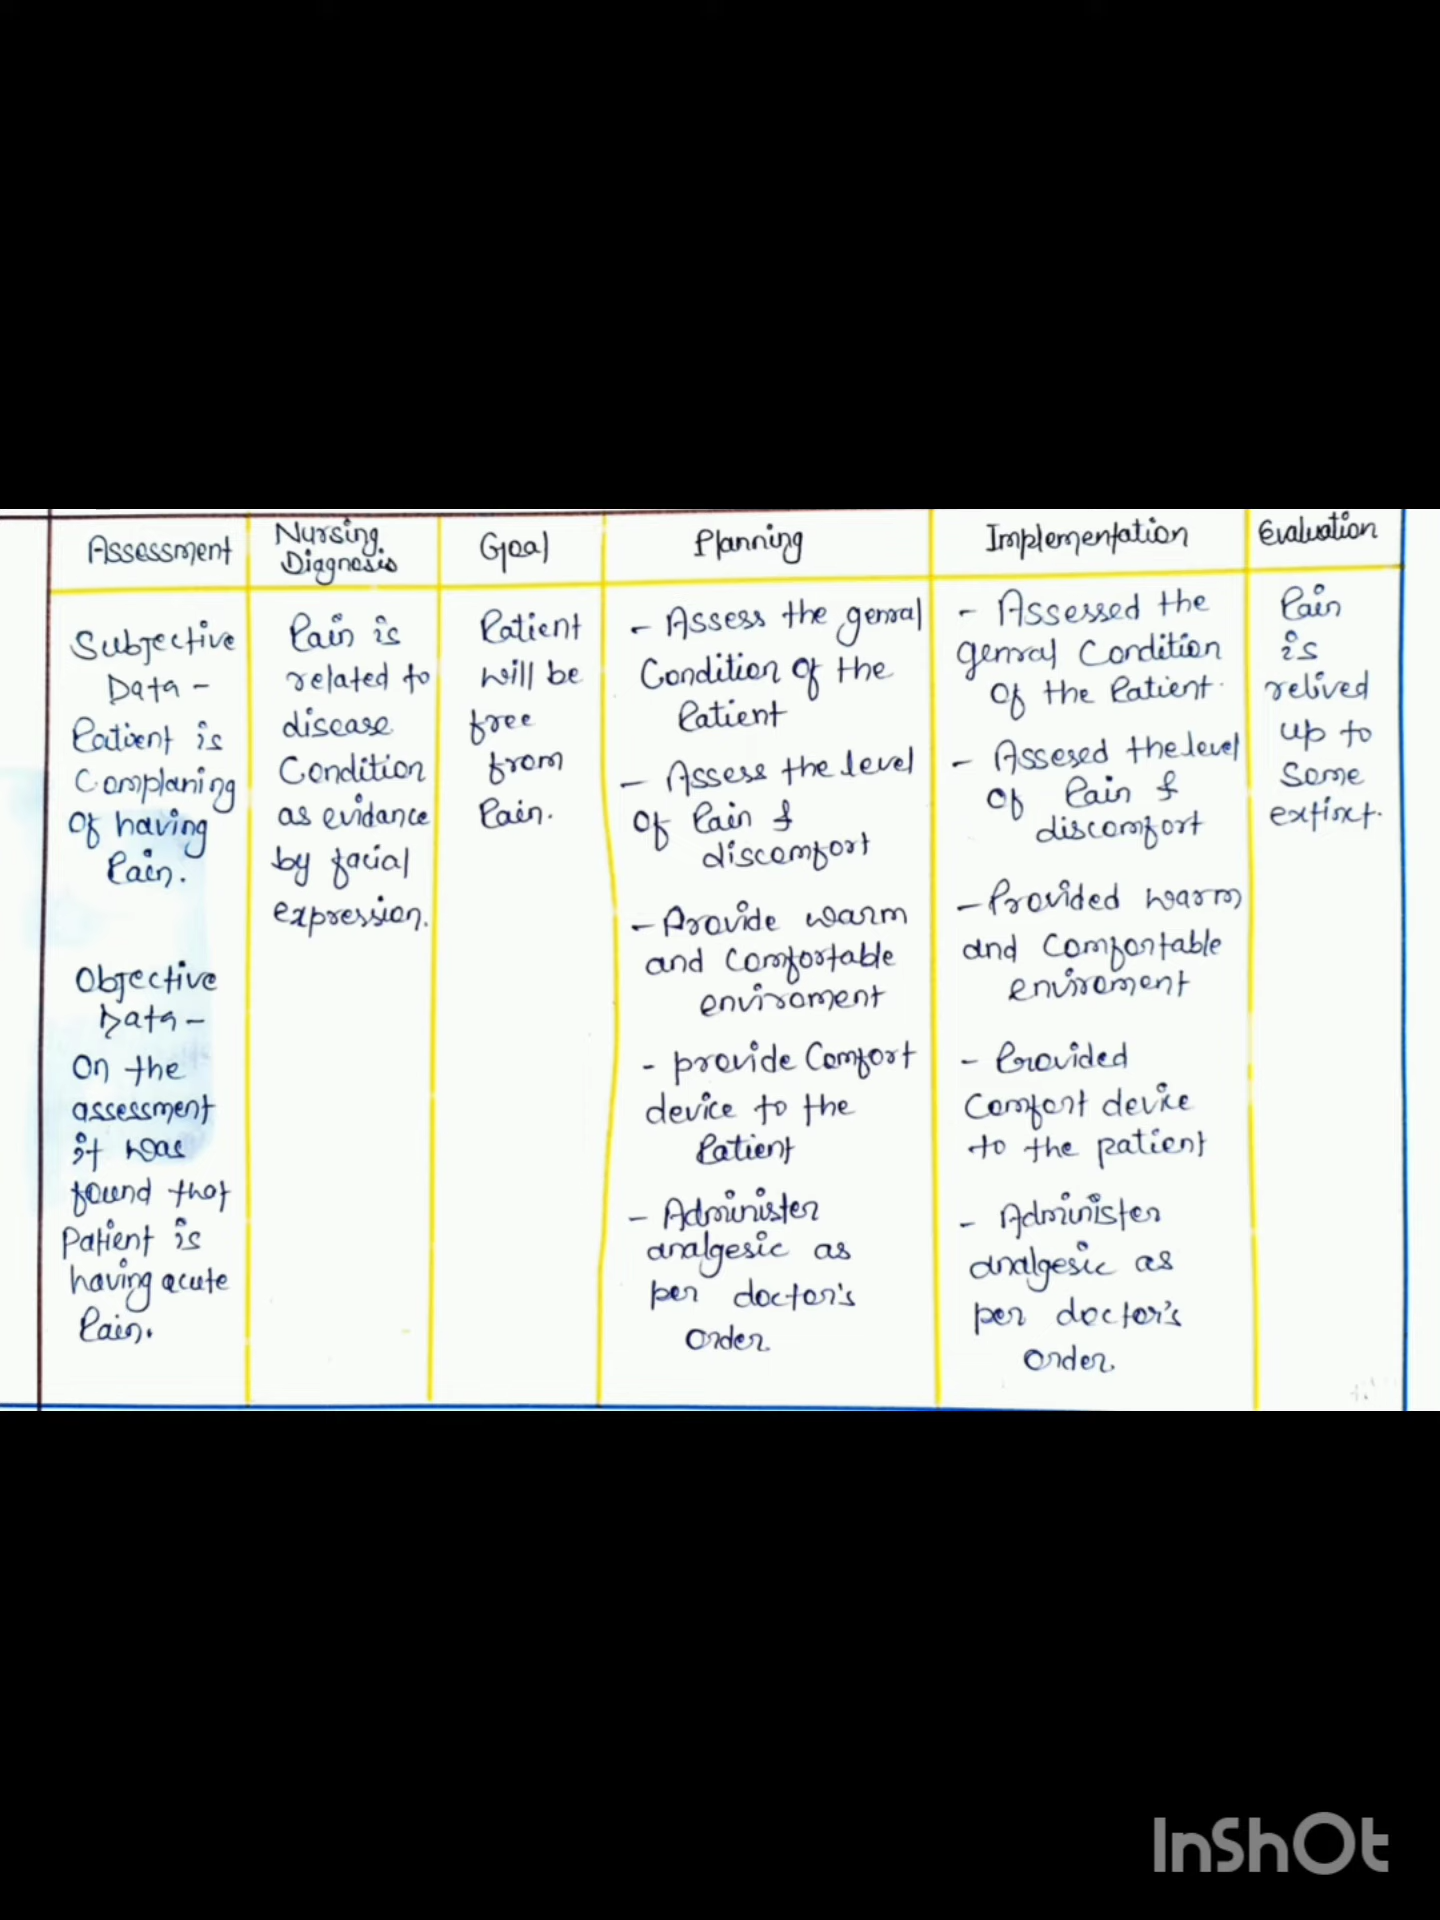 Assessment
Nursing
Diagnosis
Goal
Planning
Implementation
Evaluation
Subjective
Data -
Patient is
Complaning
Of having
Pain.
Objective
Data -
On the
assessment
it was
found that
Patient is
having acute
Pain.
Pain is
related to
disease
Condition
as evidance
by facial
expression.
Patient
will be
free
from
Pain.
- Assess the genral
Condition of the
Patient
- Assess the level
Of Pain &
discomfort
- Provide warm
and comfortable
enviroment
- provide Comfort
device to the
Patient
- Administer
analgesic as
per doctor's
Order.
- Assessed the
genral Condition
Of the Patient.
- Assesed the level
Of Pain &
discomfort
- Provided warm
and comfortable
enviroment
- Provided
Comfort device
to the patient
- Administer
analgesic as
per doctor's
Order.
Pain
is
relived
up to
Some
extinct.
InShOt